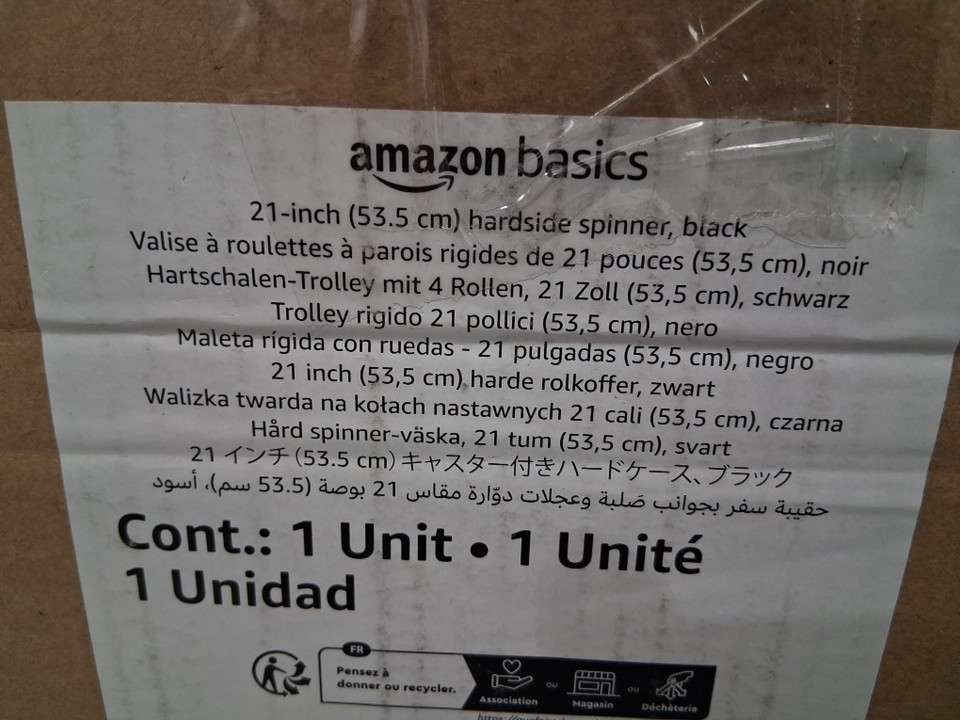 amazon basics
21-inch (53.5 cm) hardside spinner, black
Valise à roulettes à parois rigides de 21 pouces (53,5 cm), noir
Hartschalen-Trolley mit 4 Rollen, 21 Zoll (53,5 cm), schwarz
Trolley rigido 21 pollici (53,5 cm), nero
Maleta rígida con ruedas - 21 pulgadas (53,5 cm), negro
21 inch (53,5 cm) harde rolkoffer, zwart
Walizka twarda na kołach nastawnych 21 cali (53,5 cm), czarna
Hård spinner-väska, 21 tum (53,5 cm), svart
21 インチ（53.5 cm）キャスター付きハードケース、ブラック
حقيبة سفر بجوانب صَلبة وعجلات دوّارة مقاس 21 بوصة (53.5 سم)، أسود
Cont.: 1 Unit • 1 Unité
1 Unidad
FR
Pensez à
donner ou recycler.
Association ou Magasin ou Déchèterie